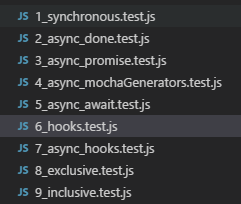 JS 1_synchronous.test.js
JS 2_async_done.test.js
JS 3_async_promise.test.js
JS 4_async_mochaGenerators.test.js
JS 5_async_await.test.js
JS 6_hooks.test.js
JS 7_async_hooks.test.js
JS 8_exclusive.test.js
JS 9_inclusive.test.js